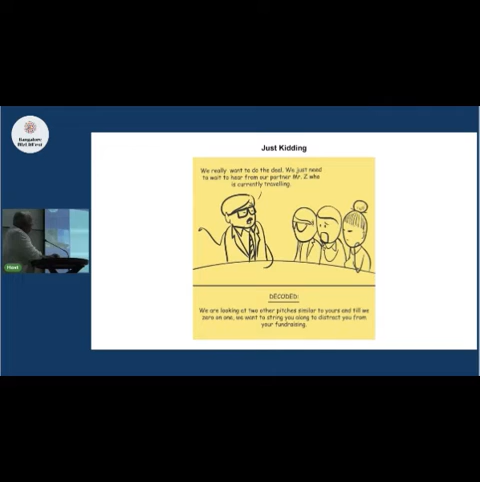 Just Kidding
We really want to do the deal. We just need
to wait to hear from our partner Mr. Z who
is currently travelling.
DECODED:
We are looking at two other pitches similar to yours and till we
zero on one, we want to string you along to distract you from
your fundraising.